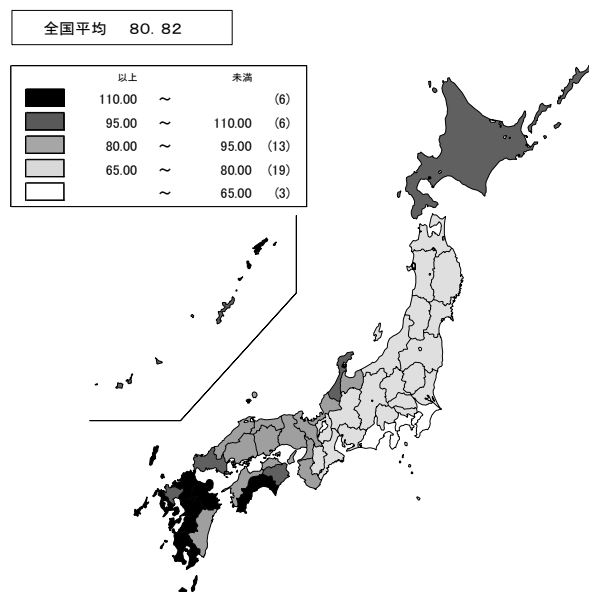 全国平均 80.82
以上 未満
110.00 ～ (6)
95.00 ～ 110.00 (6)
80.00 ～ 95.00 (13)
65.00 ～ 80.00 (19)
～ 65.00 (3)